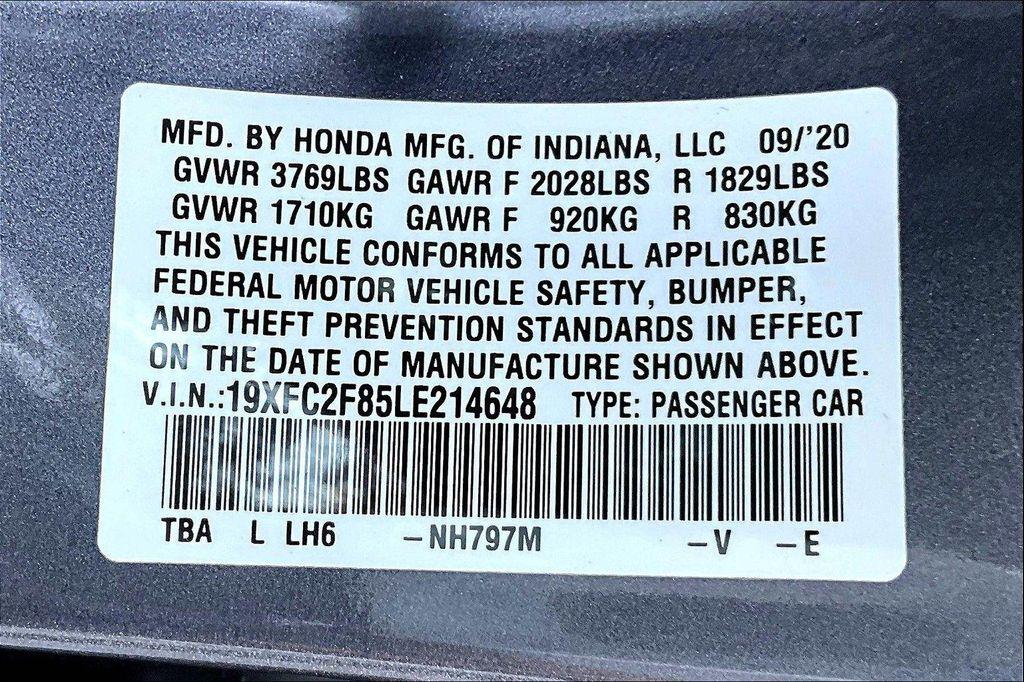 MFD. BY HONDA MFG. OF INDIANA, LLC 09/'20
GVWR 3769LBS GAWR F 2028LBS R 1829LBS
GVWR 1710KG GAWR F 920KG R 830KG
THIS VEHICLE CONFORMS TO ALL APPLICABLE
FEDERAL MOTOR VEHICLE SAFETY, BUMPER,
AND THEFT PREVENTION STANDARDS IN EFFECT
ON THE DATE OF MANUFACTURE SHOWN ABOVE.
V.I.N.:19XFC2F85LE214648 TYPE: PASSENGER CAR
TBA L LH6 –NH797M –V –E